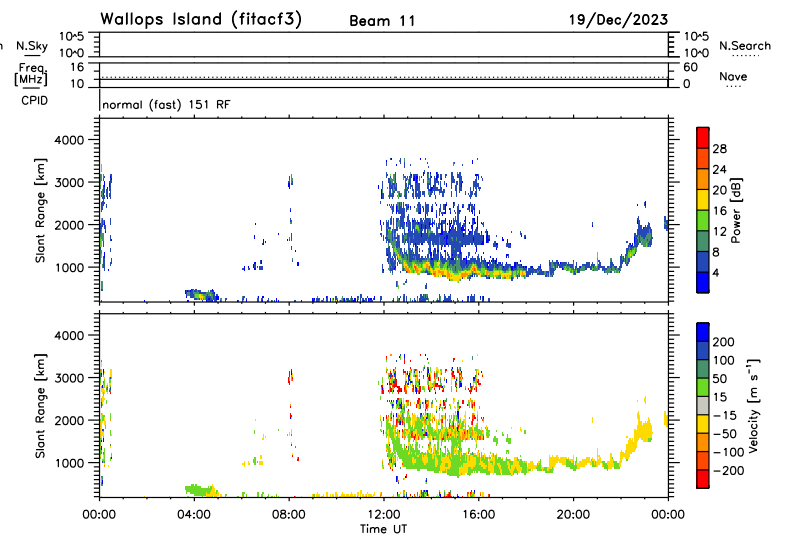 Wallops Island (fitacf3) Beam 11 19/Dec/2023
N.Sky 10^5 10^0 10^5 10^0 N.Search
Freq [MHz] 16 10 60 0 Nave
CPID normal (fast) 151 RF
Slant Range [km] 4000 3000 2000 1000
28 24 20 16 12 8 4 Power [dB]
Slant Range [km] 4000 3000 2000 1000
200 100 50 15 −15 −50 −100 −200 Velocity [m s⁻¹]
00:00 04:00 08:00 12:00 16:00 20:00 00:00
Time UT